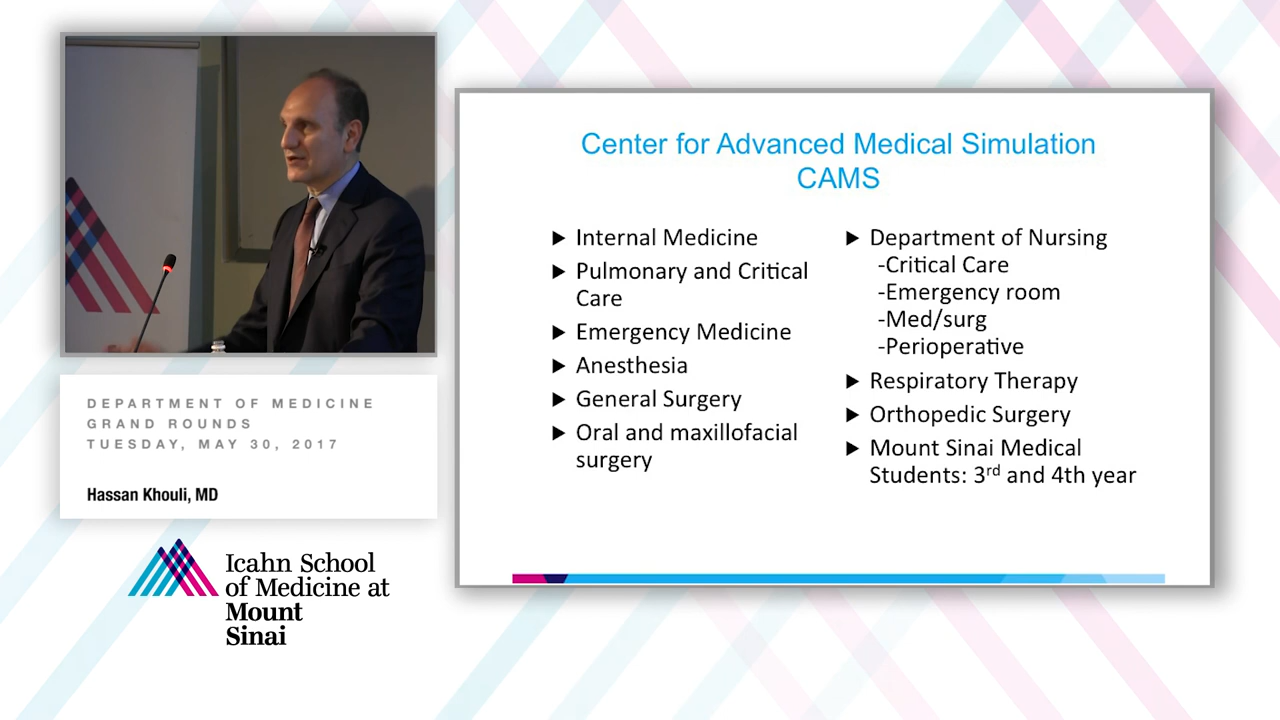 DEPARTMENT OF MEDICINE
GRAND ROUNDS
TUESDAY, MAY 30, 2017
Hassan Khouli, MD
Icahn School
of Medicine at
Mount
Sinai
Center for Advanced Medical Simulation
CAMS
▶ Internal Medicine
▶ Pulmonary and Critical
Care
▶ Emergency Medicine
▶ Anesthesia
▶ General Surgery
▶ Oral and maxillofacial
surgery
▶ Department of Nursing
-Critical Care
-Emergency room
-Med/surg
-Perioperative
▶ Respiratory Therapy
▶ Orthopedic Surgery
▶ Mount Sinai Medical
Students: 3rd and 4th year